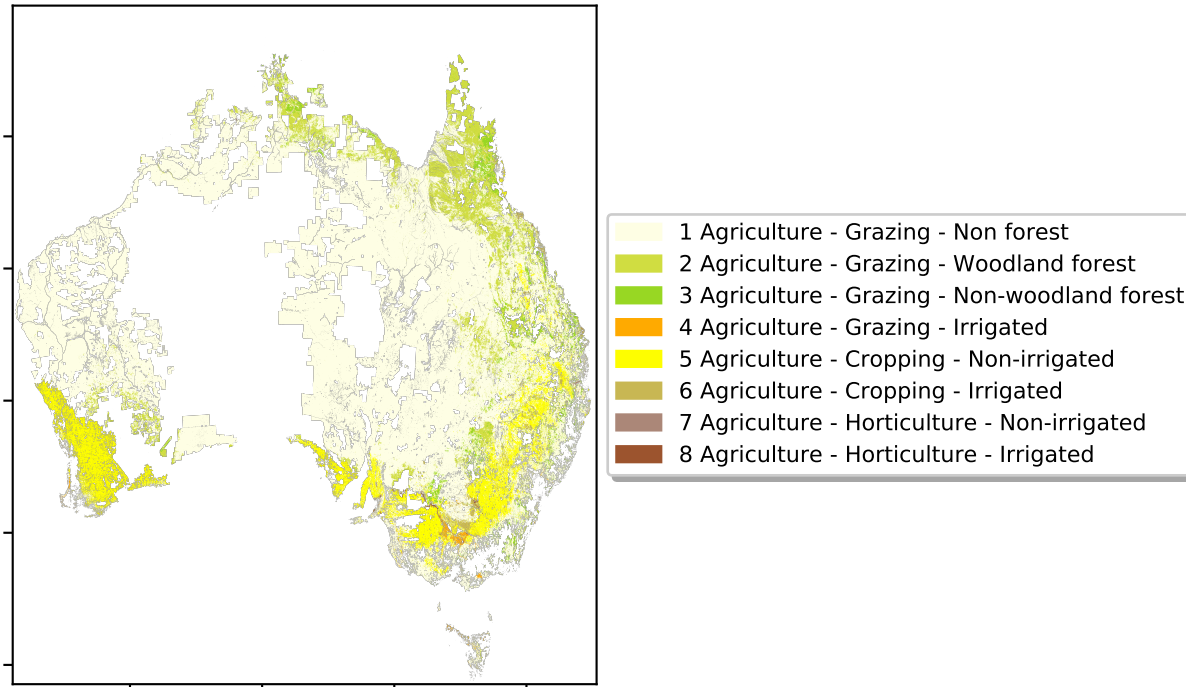 1 Agriculture - Grazing - Non forest
2 Agriculture - Grazing - Woodland forest
3 Agriculture - Grazing - Non-woodland forest
4 Agriculture - Grazing - Irrigated
5 Agriculture - Cropping - Non-irrigated
6 Agriculture - Cropping - Irrigated
7 Agriculture - Horticulture - Non-irrigated
8 Agriculture - Horticulture - Irrigated